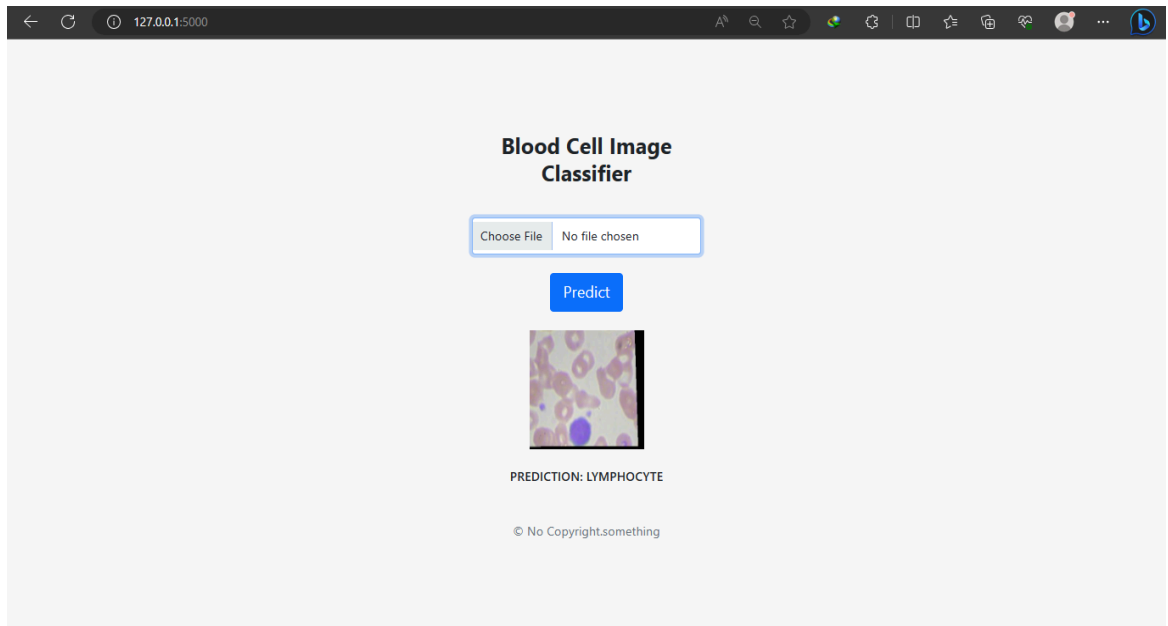 127.0.0.1:5000
Blood Cell Image
Classifier
Choose File No file chosen
Predict
PREDICTION: LYMPHOCYTE
© No Copyright.something